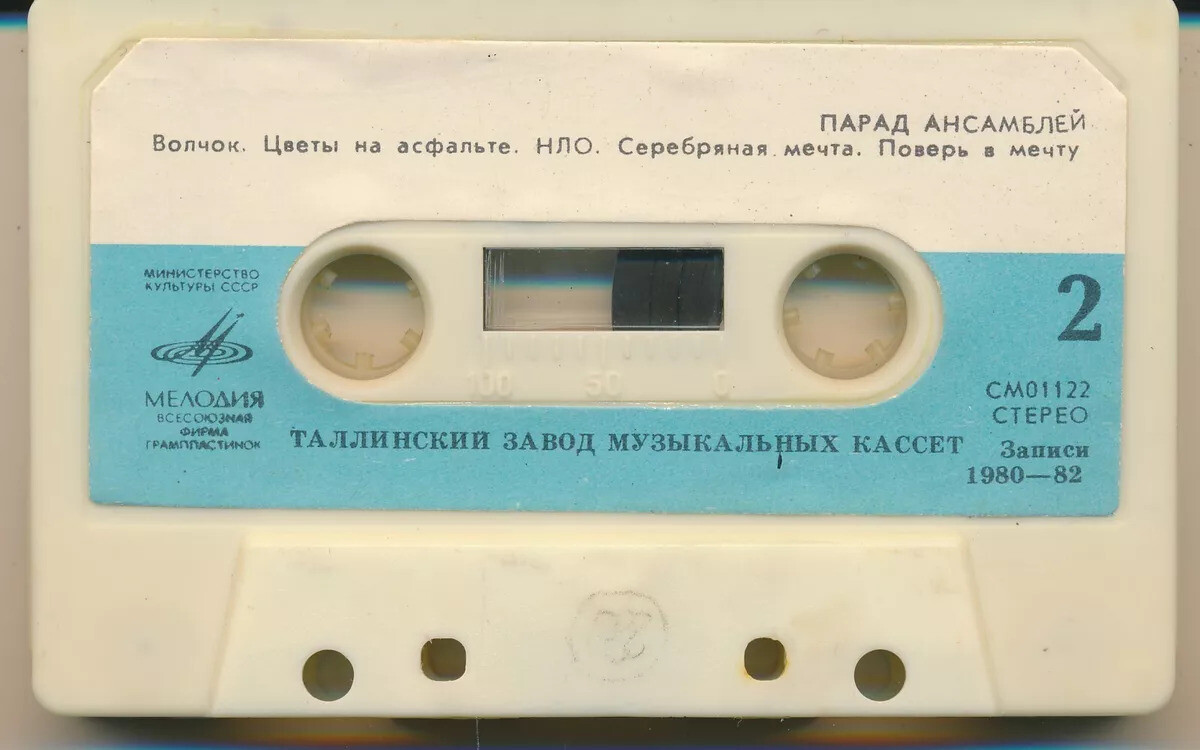 ПАРАД АНСАМБЛЕЙ
Волчок. Цветы на асфальте. НЛО. Серебряная мечта. Поверь в мечту
МИНИСТЕРСТВО
КУЛЬТУРЫ СССР
2
МЕЛОДИЯ
ВСЕСОЮЗНАЯ
ФИРМА
ГРАМПЛАСТИНОК
100 50 0
СМ01122
СТЕРЕО
ТАЛЛИНСКИЙ ЗАВОД МУЗЫКАЛЬНЫХ КАССЕТ
Записи
1980—82